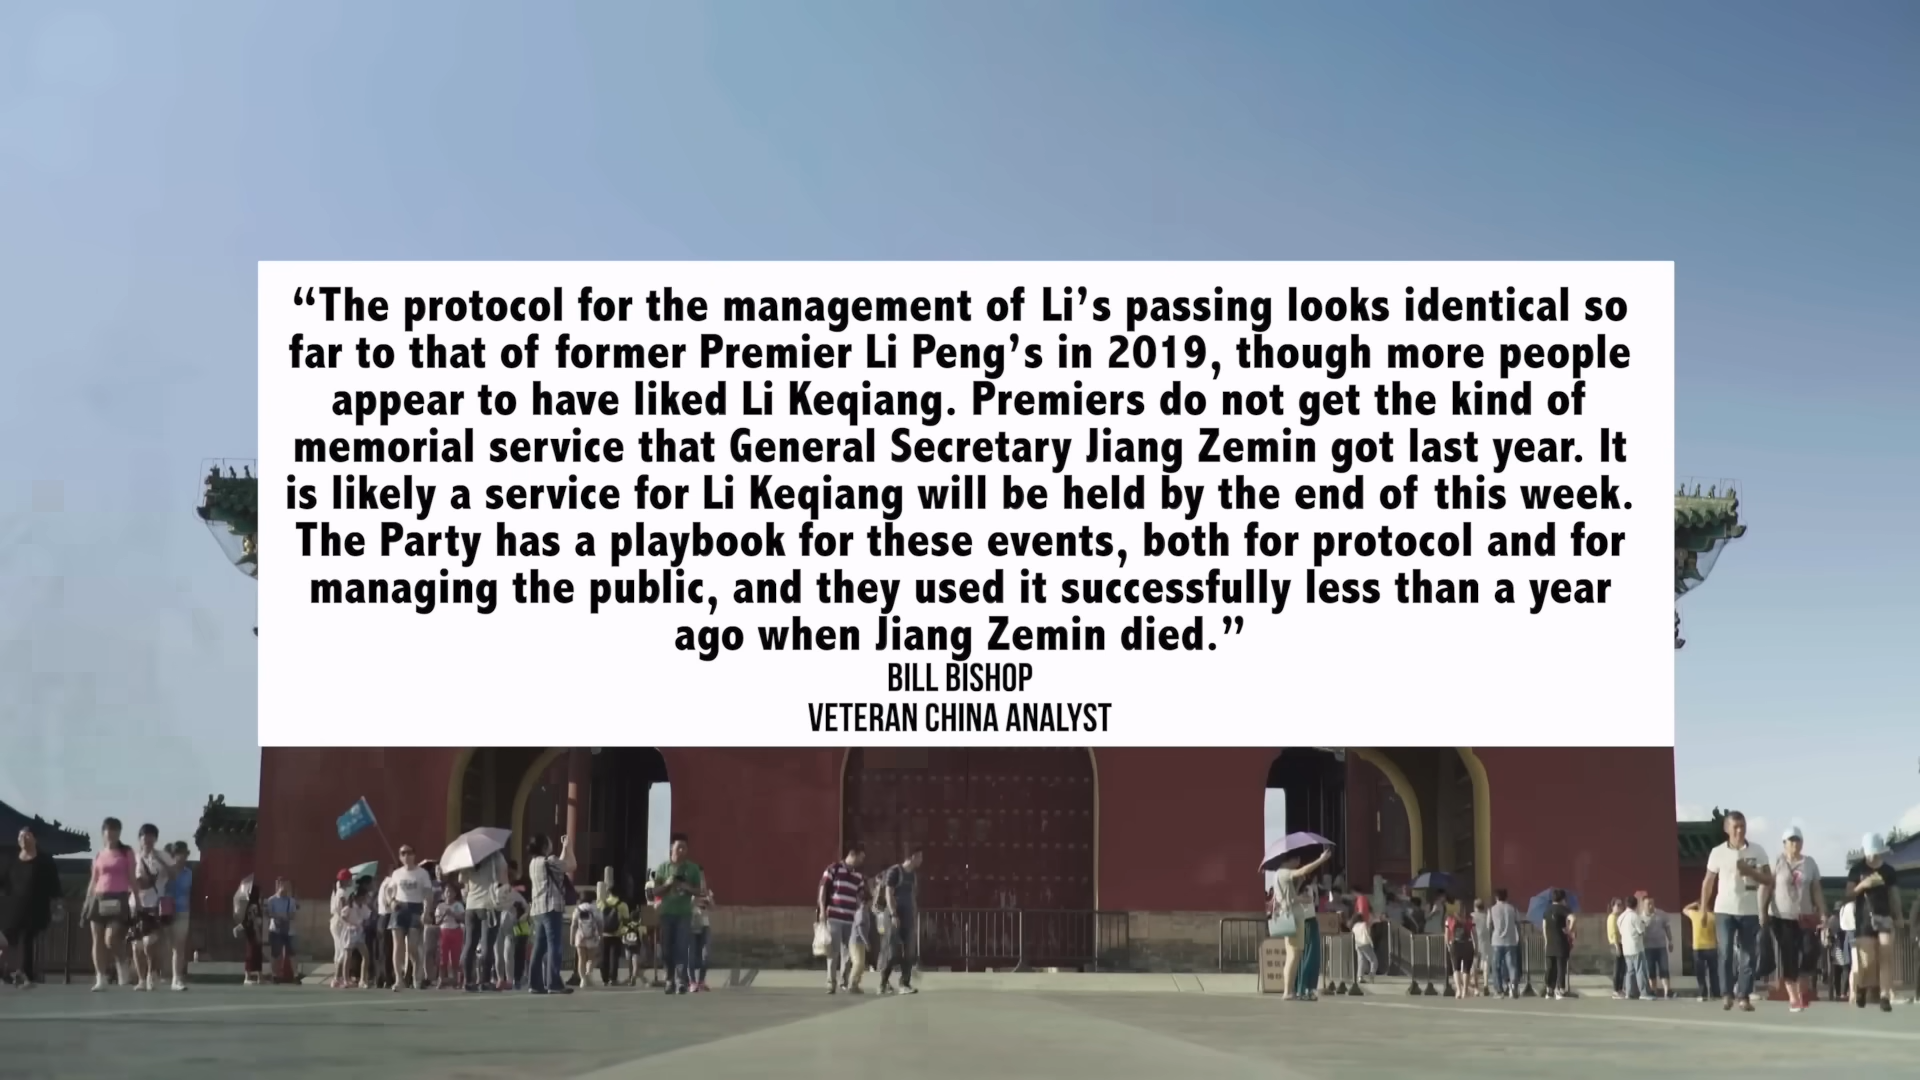 “The protocol for the management of Li’s passing looks identical so
far to that of former Premier Li Peng’s in 2019, though more people
appear to have liked Li Keqiang. Premiers do not get the kind of
memorial service that General Secretary Jiang Zemin got last year. It
is likely a service for Li Keqiang will be held by the end of this week.
The Party has a playbook for these events, both for protocol and for
managing the public, and they used it successfully less than a year
ago when Jiang Zemin died.”
BILL BISHOP
VETERAN CHINA ANALYST